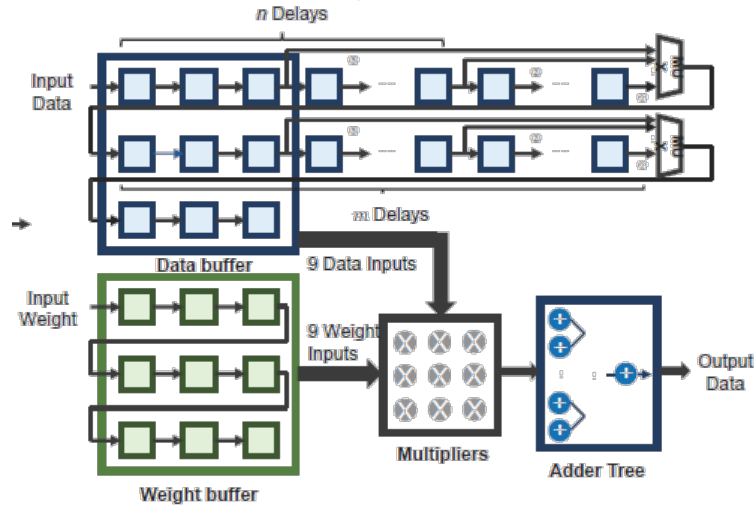 n Delays
Input
Data
m Delays
Data buffer
9 Data Inputs
Input
Weight
9 Weight
Inputs
Output
Data
Multipliers
Adder Tree
Weight buffer